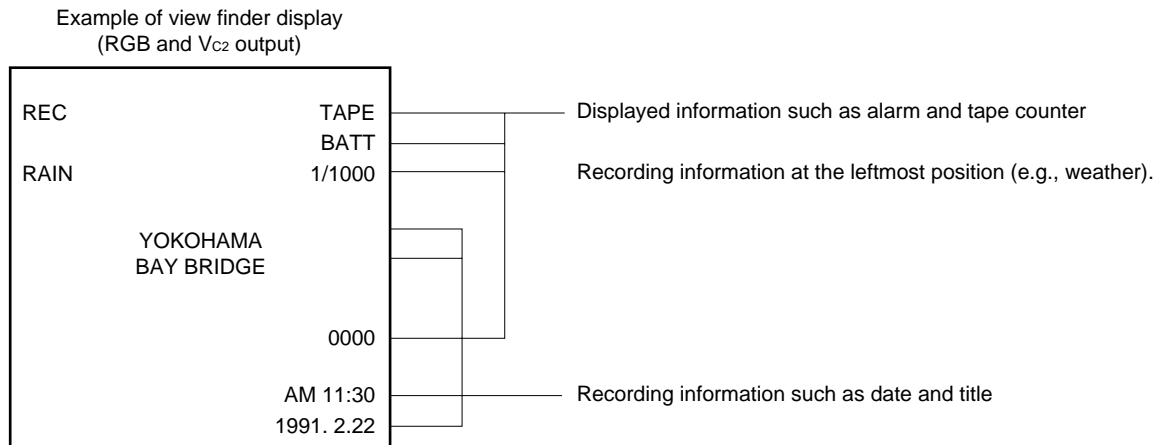 Example of view finder display
(RGB and VC2 output)
REC TAPE Displayed information such as alarm and tape counter
BATT
RAIN 1/1000 Recording information at the leftmost position (e.g., weather).
YOKOHAMA
BAY BRIDGE
0000
AM 11:30 Recording information such as date and title
1991. 2.22